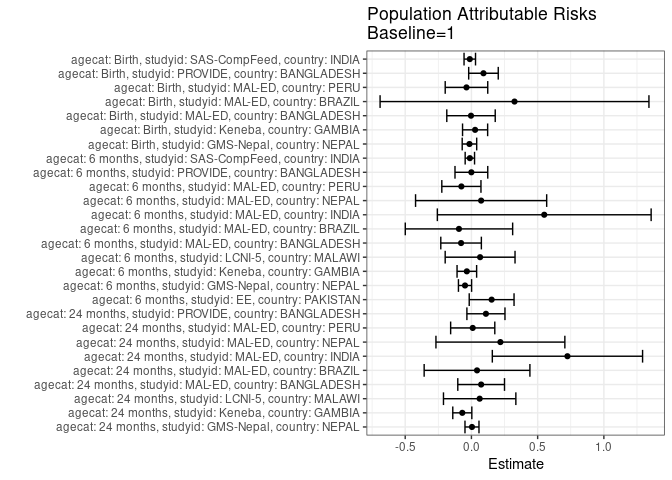 Population Attributable Risks
Baseline=1
agecat: Birth, studyid: SAS-CompFeed, country: INDIA
agecat: Birth, studyid: PROVIDE, country: BANGLADESH
agecat: Birth, studyid: MAL-ED, country: PERU
agecat: Birth, studyid: MAL-ED, country: BRAZIL
agecat: Birth, studyid: MAL-ED, country: BANGLADESH
agecat: Birth, studyid: Keneba, country: GAMBIA
agecat: Birth, studyid: GMS-Nepal, country: NEPAL
agecat: 6 months, studyid: SAS-CompFeed, country: INDIA
agecat: 6 months, studyid: PROVIDE, country: BANGLADESH
agecat: 6 months, studyid: MAL-ED, country: PERU
agecat: 6 months, studyid: MAL-ED, country: NEPAL
agecat: 6 months, studyid: MAL-ED, country: INDIA
agecat: 6 months, studyid: MAL-ED, country: BRAZIL
agecat: 6 months, studyid: MAL-ED, country: BANGLADESH
agecat: 6 months, studyid: LCNI-5, country: MALAWI
agecat: 6 months, studyid: Keneba, country: GAMBIA
agecat: 6 months, studyid: GMS-Nepal, country: NEPAL
agecat: 6 months, studyid: EE, country: PAKISTAN
agecat: 24 months, studyid: PROVIDE, country: BANGLADESH
agecat: 24 months, studyid: MAL-ED, country: PERU
agecat: 24 months, studyid: MAL-ED, country: NEPAL
agecat: 24 months, studyid: MAL-ED, country: INDIA
agecat: 24 months, studyid: MAL-ED, country: BRAZIL
agecat: 24 months, studyid: MAL-ED, country: BANGLADESH
agecat: 24 months, studyid: LCNI-5, country: MALAWI
agecat: 24 months, studyid: Keneba, country: GAMBIA
agecat: 24 months, studyid: GMS-Nepal, country: NEPAL
-0.5 0.0 0.5 1.0
Estimate